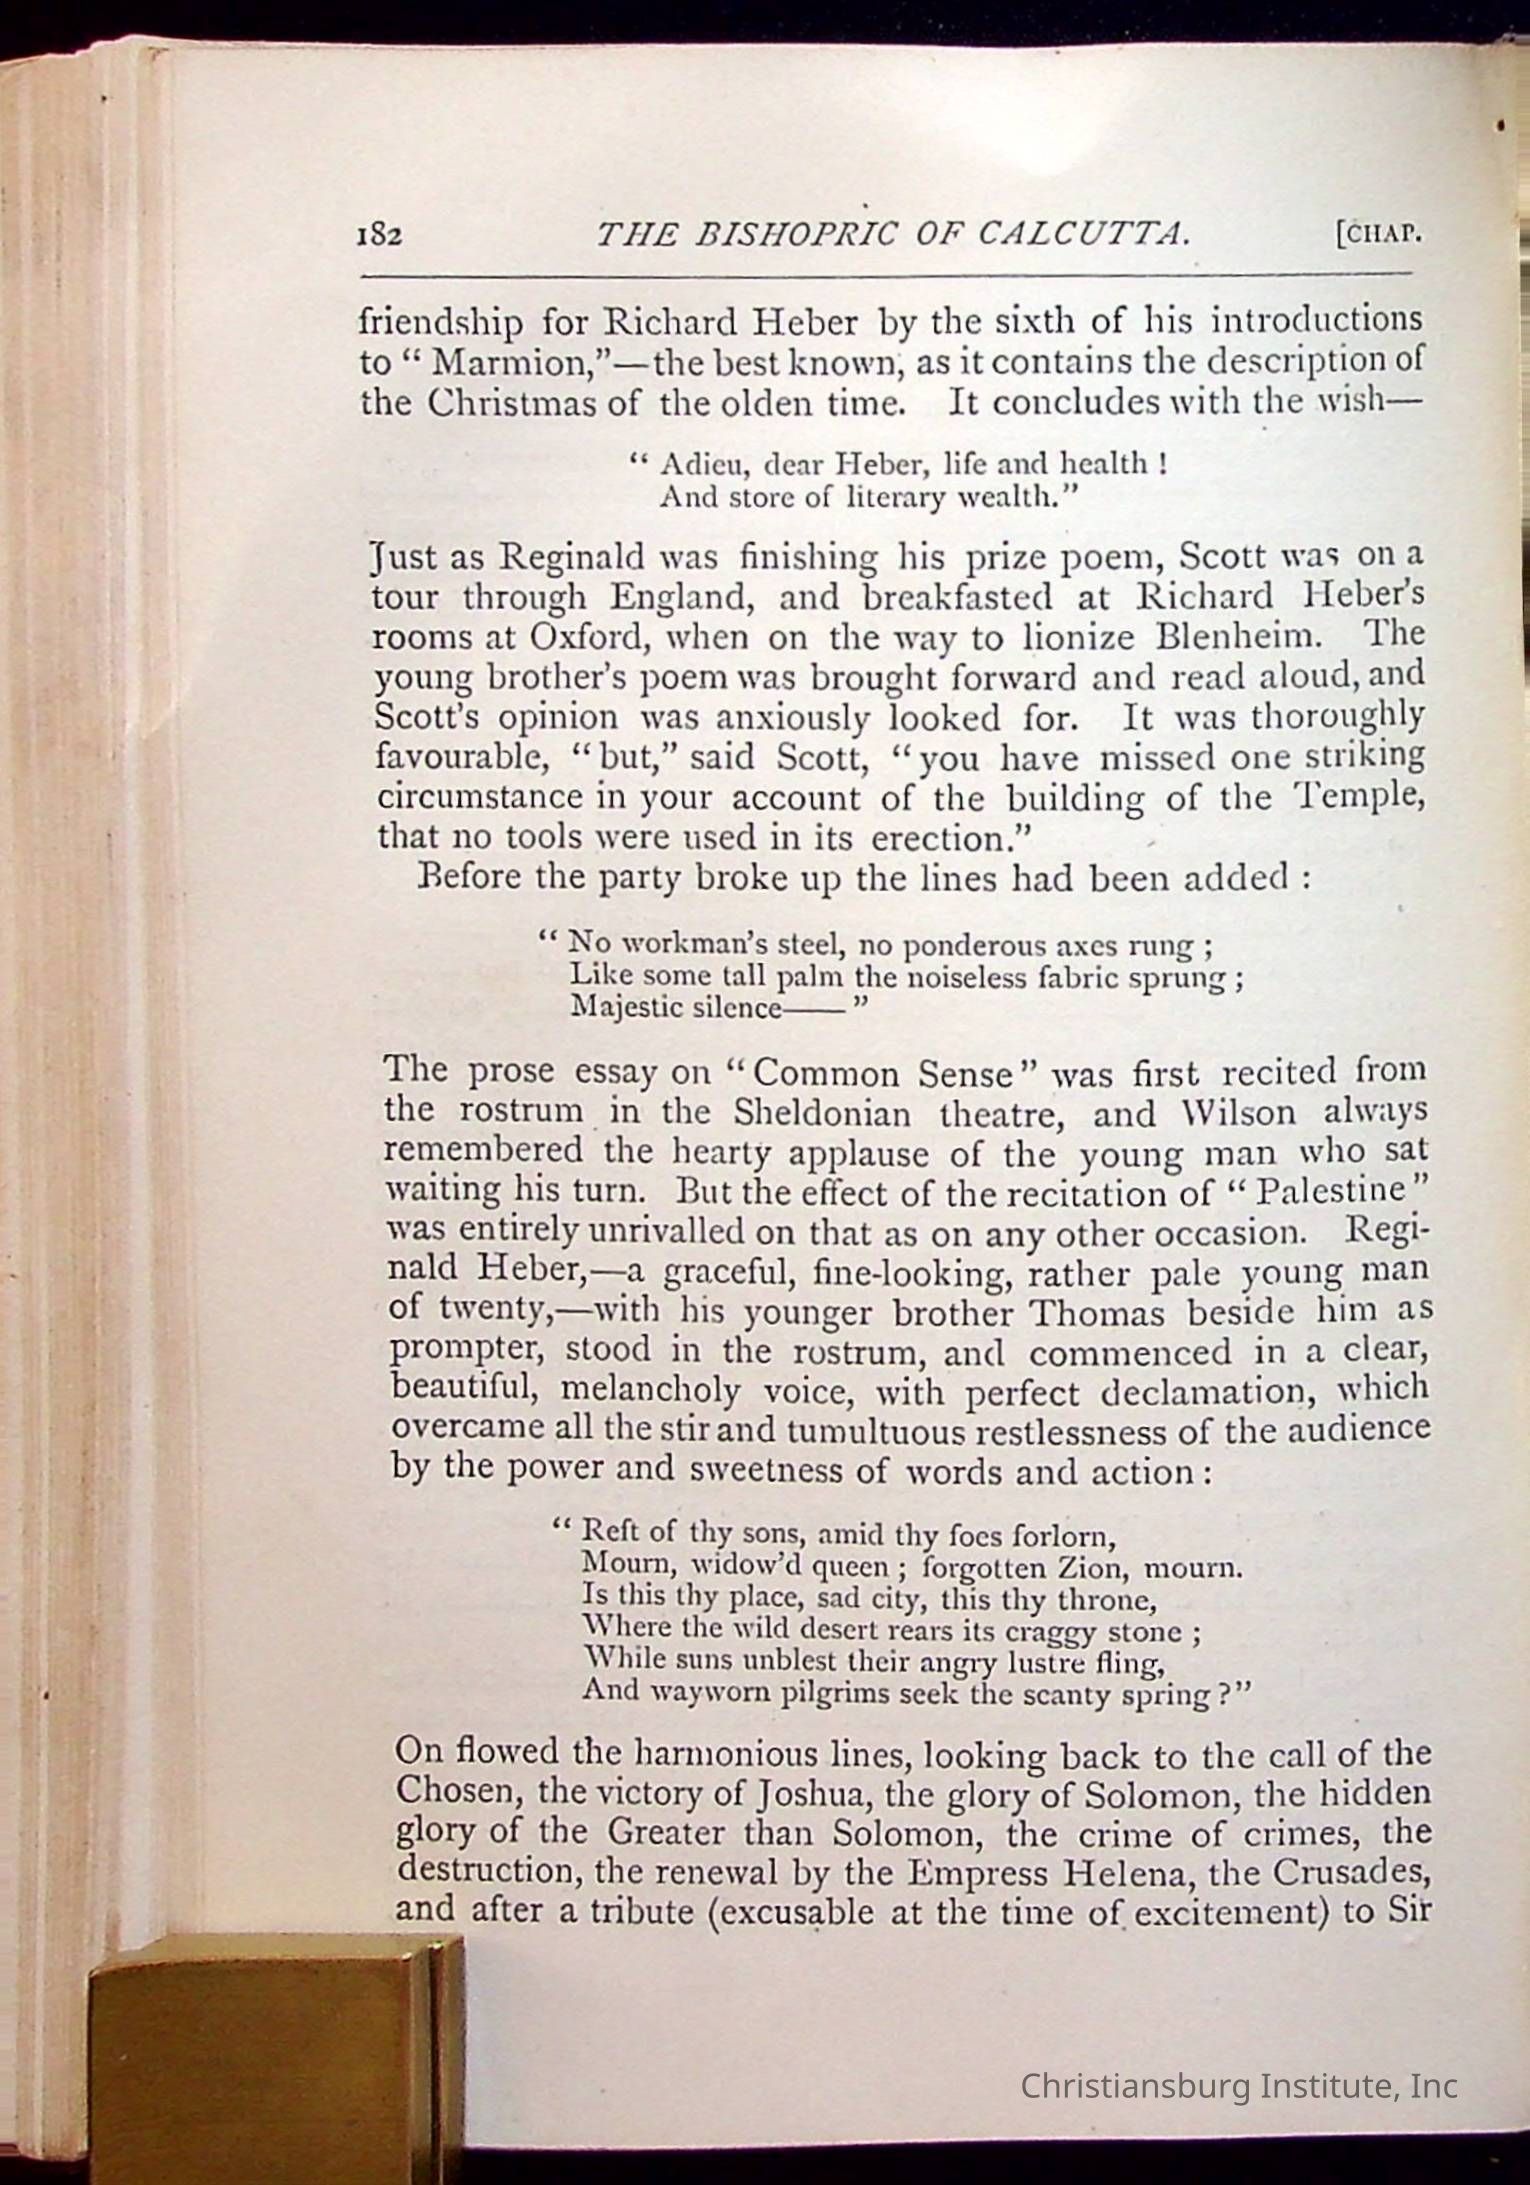 182 THE BISHOPRIC OF CALCUTTA. [CHAP.
friendship for Richard Heber by the sixth of his introductions
to “ Marmion,”—the best known, as it contains the description of
the Christmas of the olden time. It concludes with the wish—
“ Adieu, dear Heber, life and health !
And store of literary wealth.”
Just as Reginald was finishing his prize poem, Scott was on a
tour through England, and breakfasted at Richard Heber’s
rooms at Oxford, when on the way to lionize Blenheim. The
young brother’s poem was brought forward and read aloud, and
Scott’s opinion was anxiously looked for. It was thoroughly
favourable, “ but,” said Scott, “ you have missed one striking
circumstance in your account of the building of the Temple,
that no tools were used in its erection.”
Before the party broke up the lines had been added :
“ No workman’s steel, no ponderous axes rung ;
Like some tall palm the noiseless fabric sprung ;
Majestic silence—— ”
The prose essay on “ Common Sense ” was first recited from
the rostrum in the Sheldonian theatre, and Wilson always
remembered the hearty applause of the young man who sat
waiting his turn. But the effect of the recitation of “ Palestine ”
was entirely unrivalled on that as on any other occasion. Regi-
nald Heber,—a graceful, fine-looking, rather pale young man
of twenty,—with his younger brother Thomas beside him as
prompter, stood in the rostrum, and commenced in a clear,
beautiful, melancholy voice, with perfect declamation, which
overcame all the stir and tumultuous restlessness of the audience
by the power and sweetness of words and action :
“ Reft of thy sons, amid thy foes forlorn,
Mourn, widow’d queen ; forgotten Zion, mourn.
Is this thy place, sad city, this thy throne,
Where the wild desert rears its craggy stone ;
While suns unblest their angry lustre fling,
And wayworn pilgrims seek the scanty spring ?”
On flowed the harmonious lines, looking back to the call of the
Chosen, the victory of Joshua, the glory of Solomon, the hidden
glory of the Greater than Solomon, the crime of crimes, the
destruction, the renewal by the Empress Helena, the Crusades,
and after a tribute (excusable at the time of excitement) to Sir
Christiansburg Institute, Inc